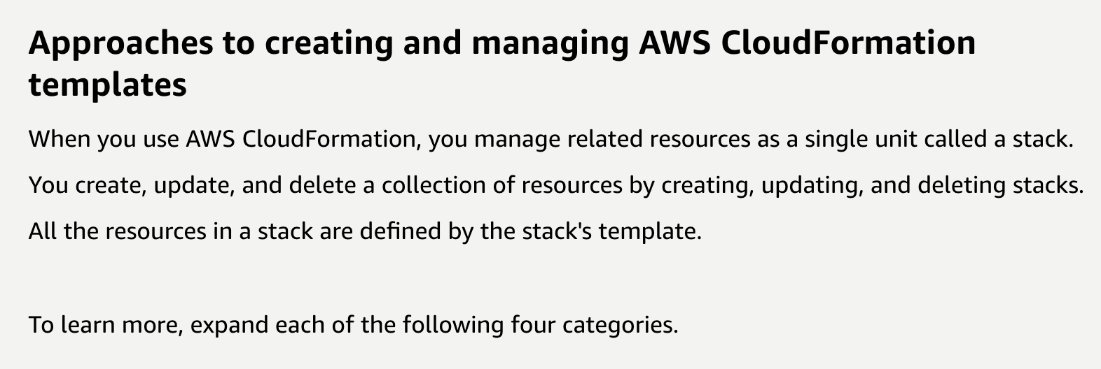 Approaches to creating and managing AWS CloudFormation
templates
When you use AWS CloudFormation, you manage related resources as a single unit called a stack.
You create, update, and delete a collection of resources by creating, updating, and deleting stacks.
All the resources in a stack are defined by the stack's template.
To learn more, expand each of the following four categories.